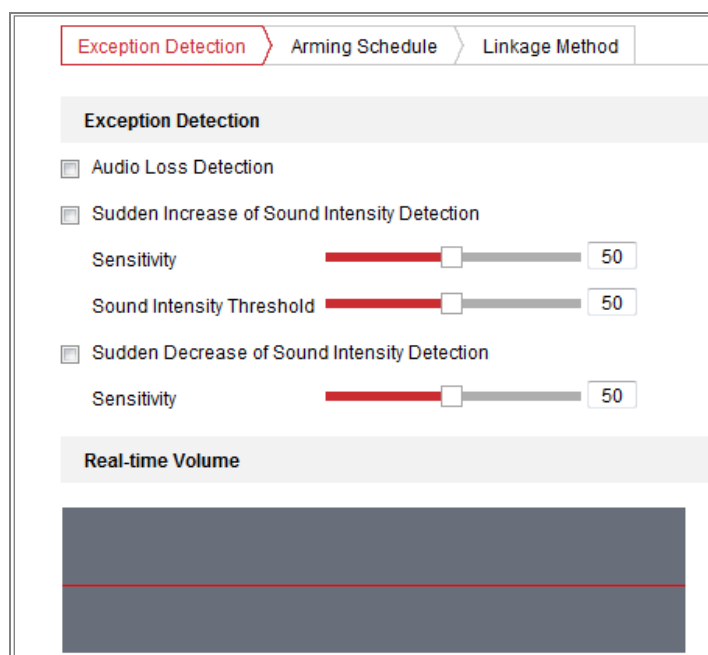 Exception Detection Arming Schedule Linkage Method
Exception Detection
Audio Loss Detection
Sudden Increase of Sound Intensity Detection
Sensitivity 50
Sound Intensity Threshold 50
Sudden Decrease of Sound Intensity Detection
Sensitivity 50
Real-time Volume